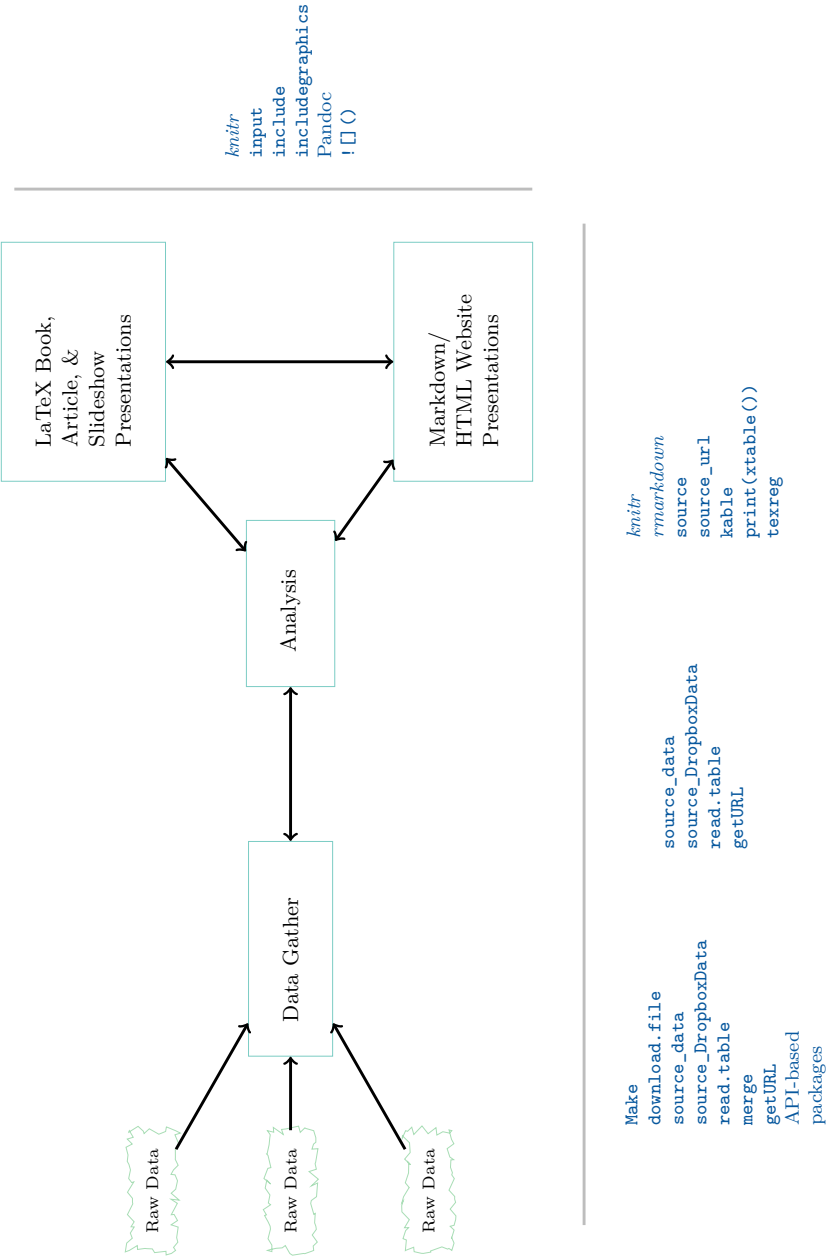 Raw Data
Raw Data
Raw Data
Data Gather
Analysis
LaTeX Book,
Article, &
Slideshow
Presentations
Markdown/
HTML Website
Presentations
knitr
input
include
includegraphics
Pandoc
![]()
Make
download.file
source_data
source_DropboxData
read.table
merge
getURL
API-based
packages
source_data
source_DropboxData
read.table
getURL
knitr
rmarkdown
source
source_url
kable
print(xtable())
texreg